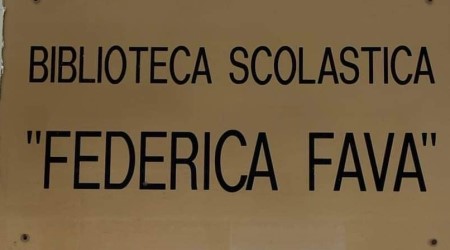 BIBLIOTECA SCOLASTICA
"FEDERICA FAVA"